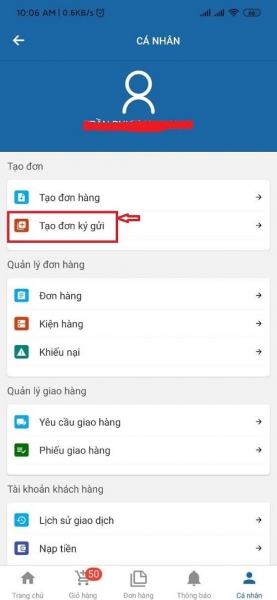 10:06 AM | 0.6KB/s
66
CÁ NHÂN
Tạo đơn
Tạo đơn hàng
Tạo đơn ký gửi
Quản lý đơn hàng
Đơn hàng
Kiện hàng
Khiếu nại
Quản lý giao hàng
Yêu cầu giao hàng
Phiếu giao hàng
Tài khoản khách hàng
Lịch sử giao dịch
Nạp tiền
50
Trang chủ Giỏ hàng Đơn hàng Thông báo Cá nhân